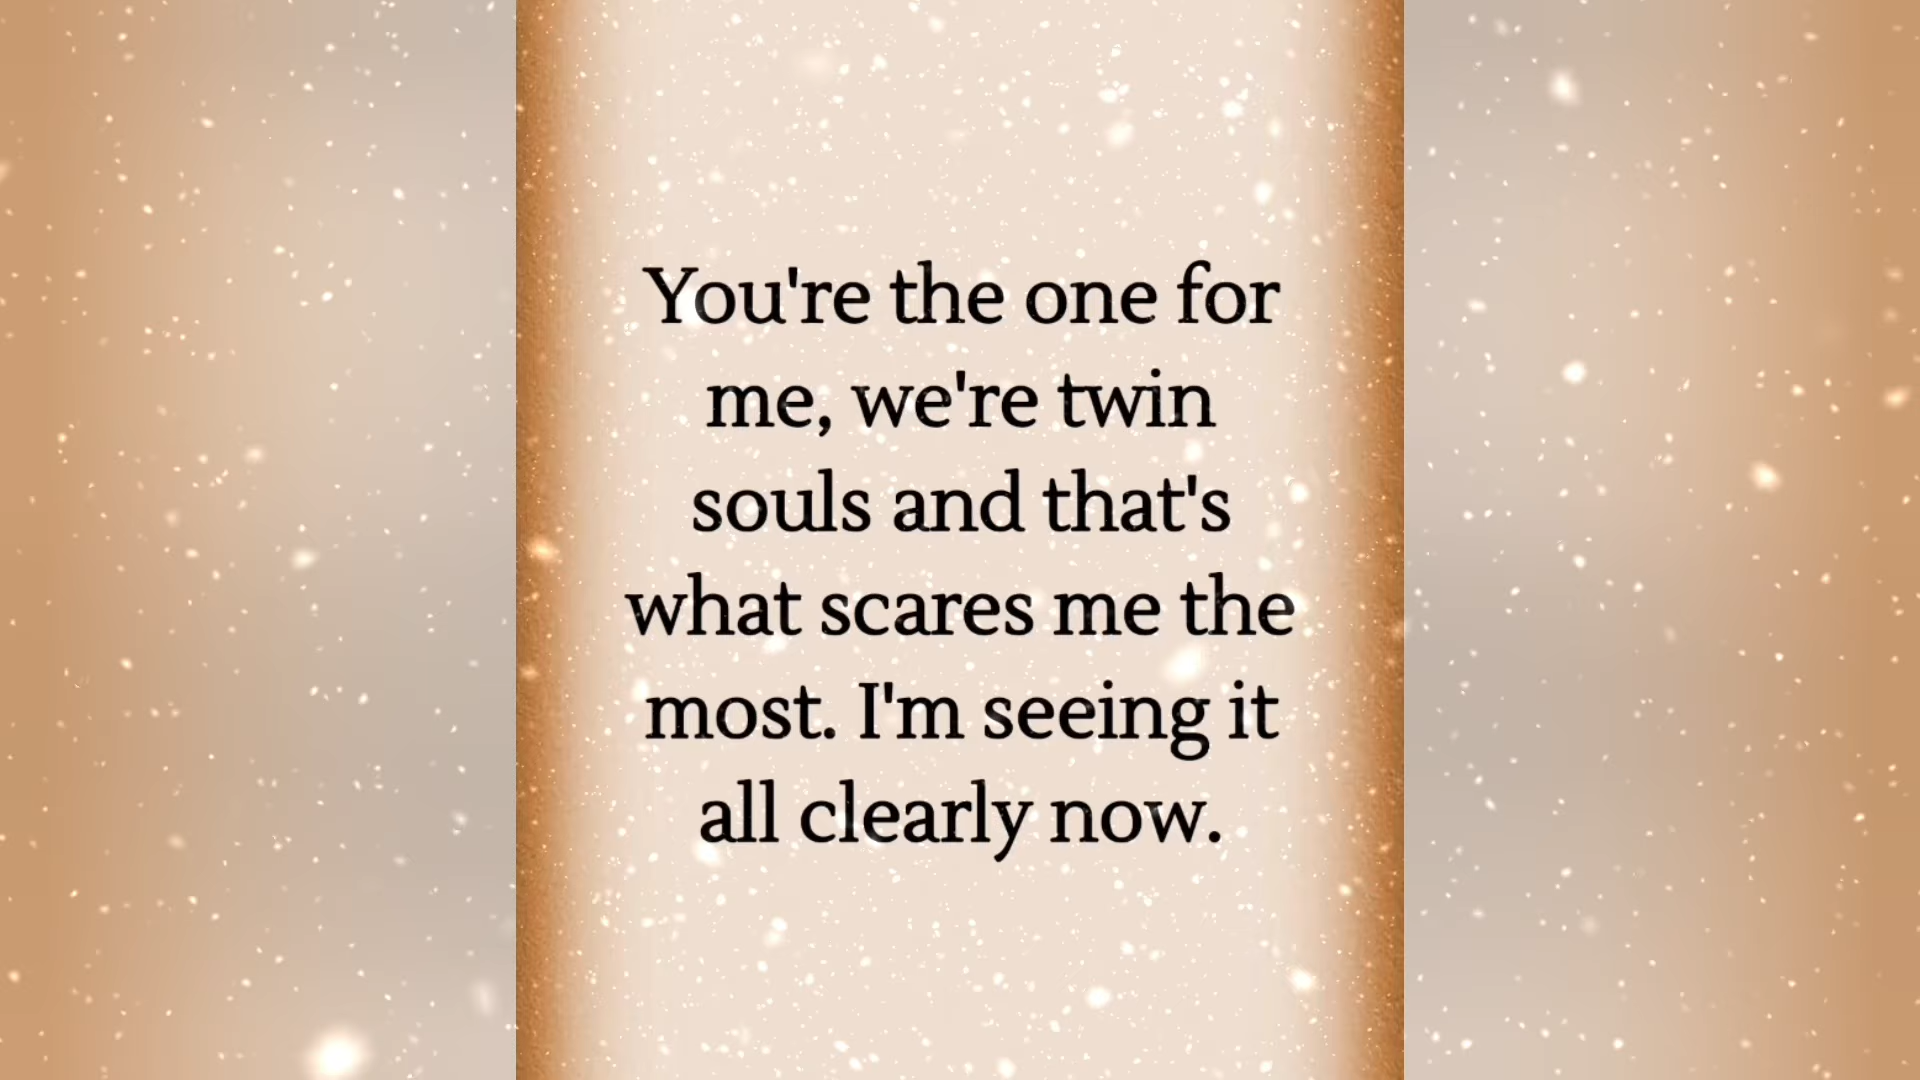 You're the one for
me, we're twin
souls and that's
what scares me the
most. I'm seeing it
all clearly now.